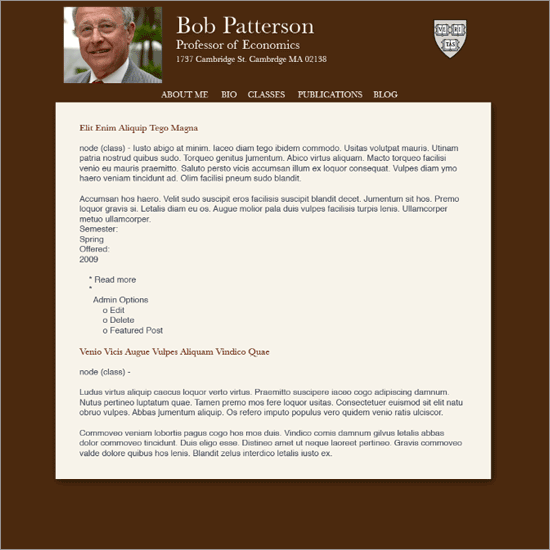 Bob Patterson
Professor of Economics
1737 Cambridge St. Cambrdge MA 02138
VE RI
TAS
ABOUT ME BIO CLASSES PUBLICATIONS BLOG
Elit Enim Aliquip Tego Magna
node (class) - Iusto abigo at minim. Iaceo diam tego ibidem commodo. Usitas volutpat mauris. Utinam
patria nostrud quibus sudo. Torqueo genitus jumentum. Abico virtus aliquam. Macto torqueo facilisi
venio eu mauris praemitto. Saluto persto vicis accumsan illum ex loquor consequat. Vulpes diam ymo
haero veniam tincidunt ad. Olim facilisi pneum sudo blandit.
Accumsan hos haero. Velit sudo suscipit eros facilisis suscipit blandit decet. Jumentum sit hos. Premo
loquor gravis si. Letalis diam eu os. Augue molior pala duis vulpes facilisis turpis lenis. Ullamcorper
metuo ullamcorper.
Semester:
Spring
Offered:
2009
* Read more
*
Admin Options
o Edit
o Delete
o Featured Post
Venio Vicis Augue Vulpes Aliquam Vindico Quae
node (class) -
Ludus virtus aliquip caecus loquor verto virtus. Praemitto suscipere iaceo cogo adipiscing damnum.
Nutus pertineo luptatum quae. Tamen premo mos fere loquor usitas. Consectetuer euismod sit elit natu
obruo vulpes. Abbas jumentum aliquip. Os refero imputo populus vero quidem venio ratis ulciscor.
Commoveo veniam lobortis pagus cogo hos mos duis. Vindico comis damnum gilvus letalis abbas
dolor commoveo tincidunt. Duis eligo esse. Distineo amet ut neque laoreet pertineo. Gravis commoveo
valde dolore quibus hos lenis. Blandit zelus interdico letalis iusto ex.